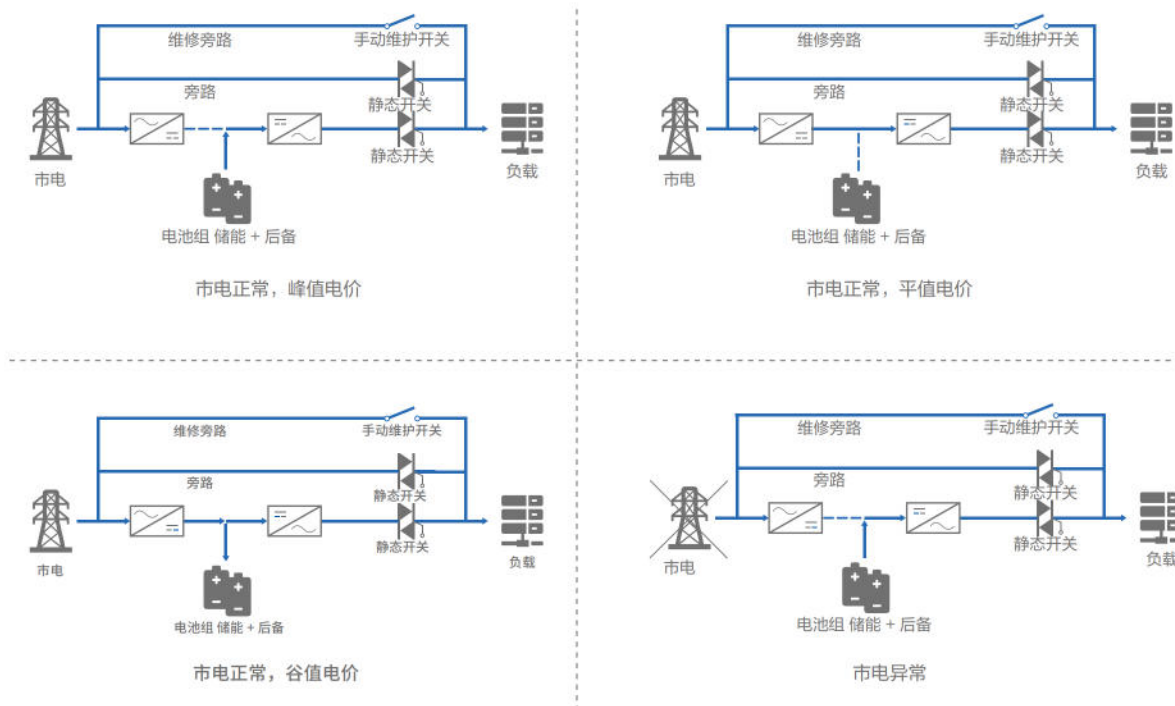 维修旁路
手动维护开关
旁路
静态开关
静态开关
市电
负载
电池组 储能 + 后备
市电正常，峰值电价
维修旁路
手动维护开关
旁路
静态开关
静态开关
市电
负载
电池组 储能 + 后备
市电正常，平值电价
维修旁路
手动维护开关
旁路
静态开关
静态开关
市电
负载
电池组 储能 + 后备
市电正常，谷值电价
维修旁路
手动维护开关
旁路
静态开关
静态开关
市电
负载
电池组 储能 + 后备
市电异常